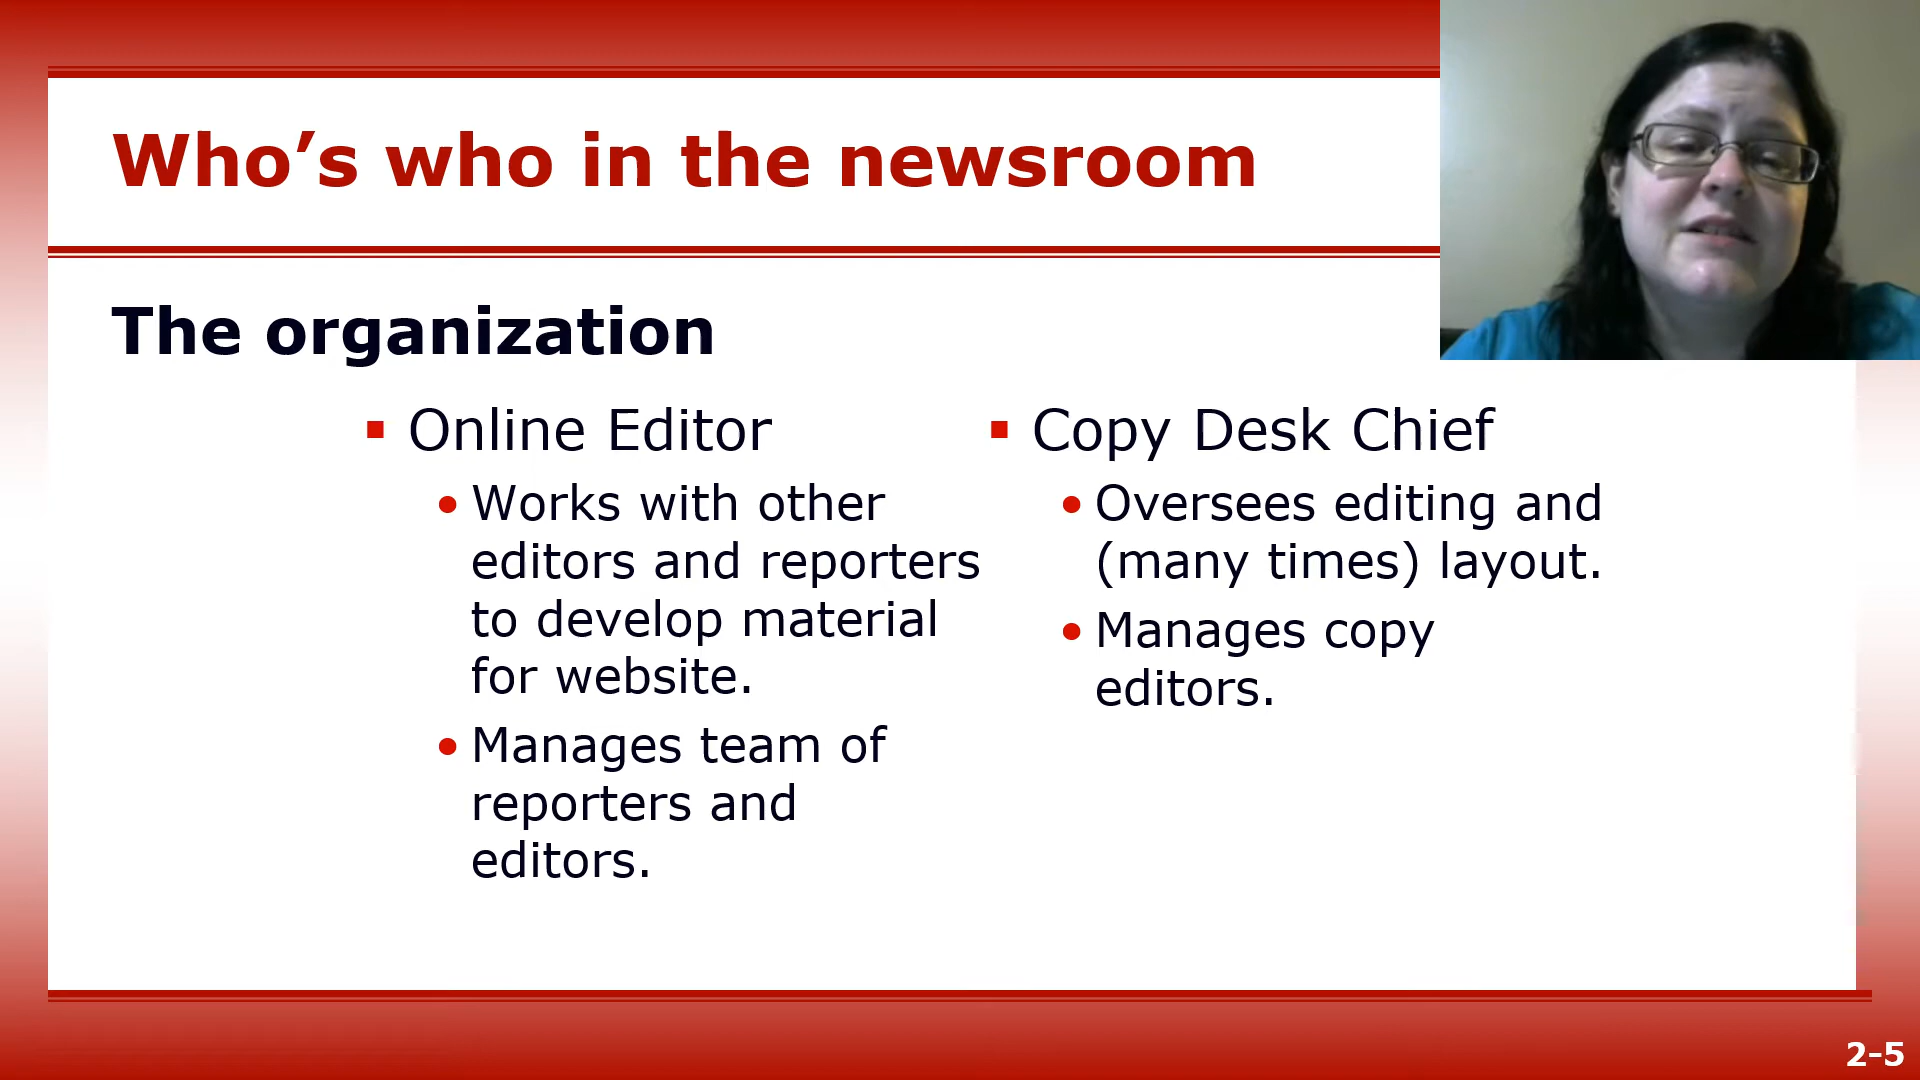 Who’s who in the newsroom
The organization
▪ Online Editor
• Works with other
editors and reporters
to develop material
for website.
• Manages team of
reporters and
editors.
▪ Copy Desk Chief
• Oversees editing and
(many times) layout.
• Manages copy
editors.
2-5